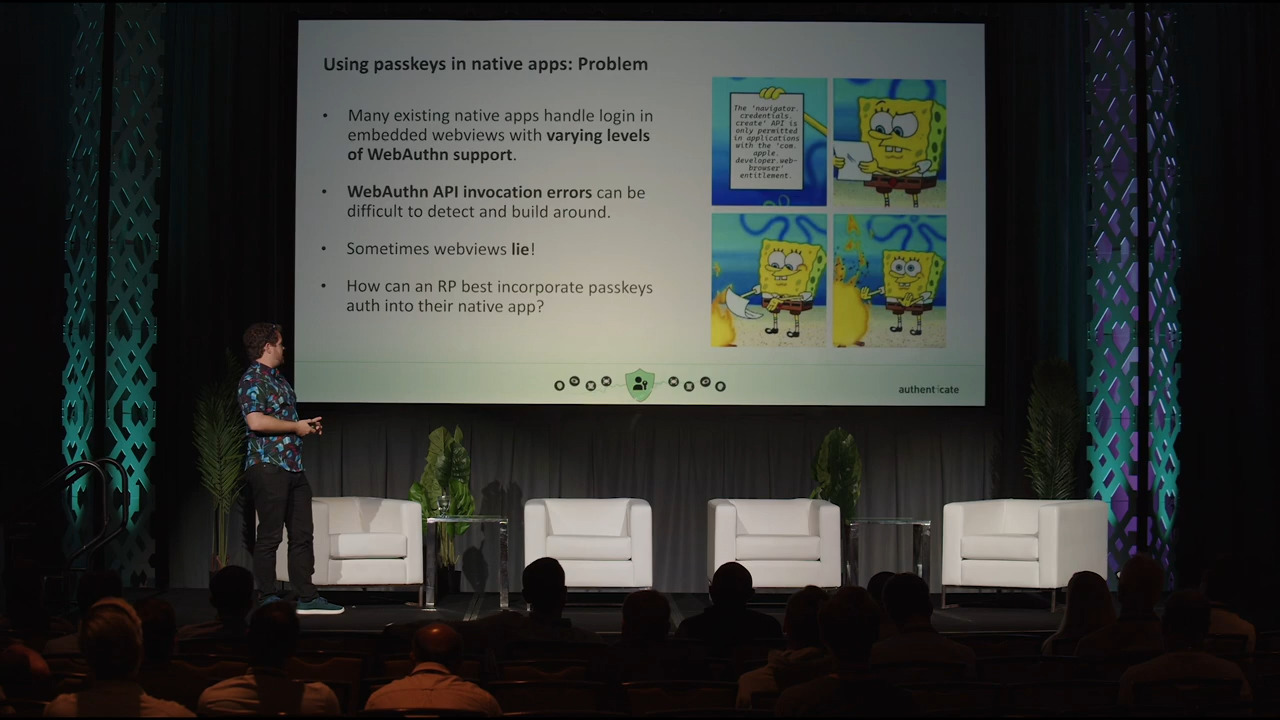 Using passkeys in native apps: Problem
• Many existing native apps handle login in
embedded webviews with varying levels
of WebAuthn support.
• WebAuthn API invocation errors can be
difficult to detect and build around.
• Sometimes webviews lie!
• How can an RP best incorporate passkeys
auth into their native app?
The 'navigator.
credentials.
create' API is
only permitted
in applications
with the 'com.
apple.
developer.web-
browser'
entitlement.
authenticate